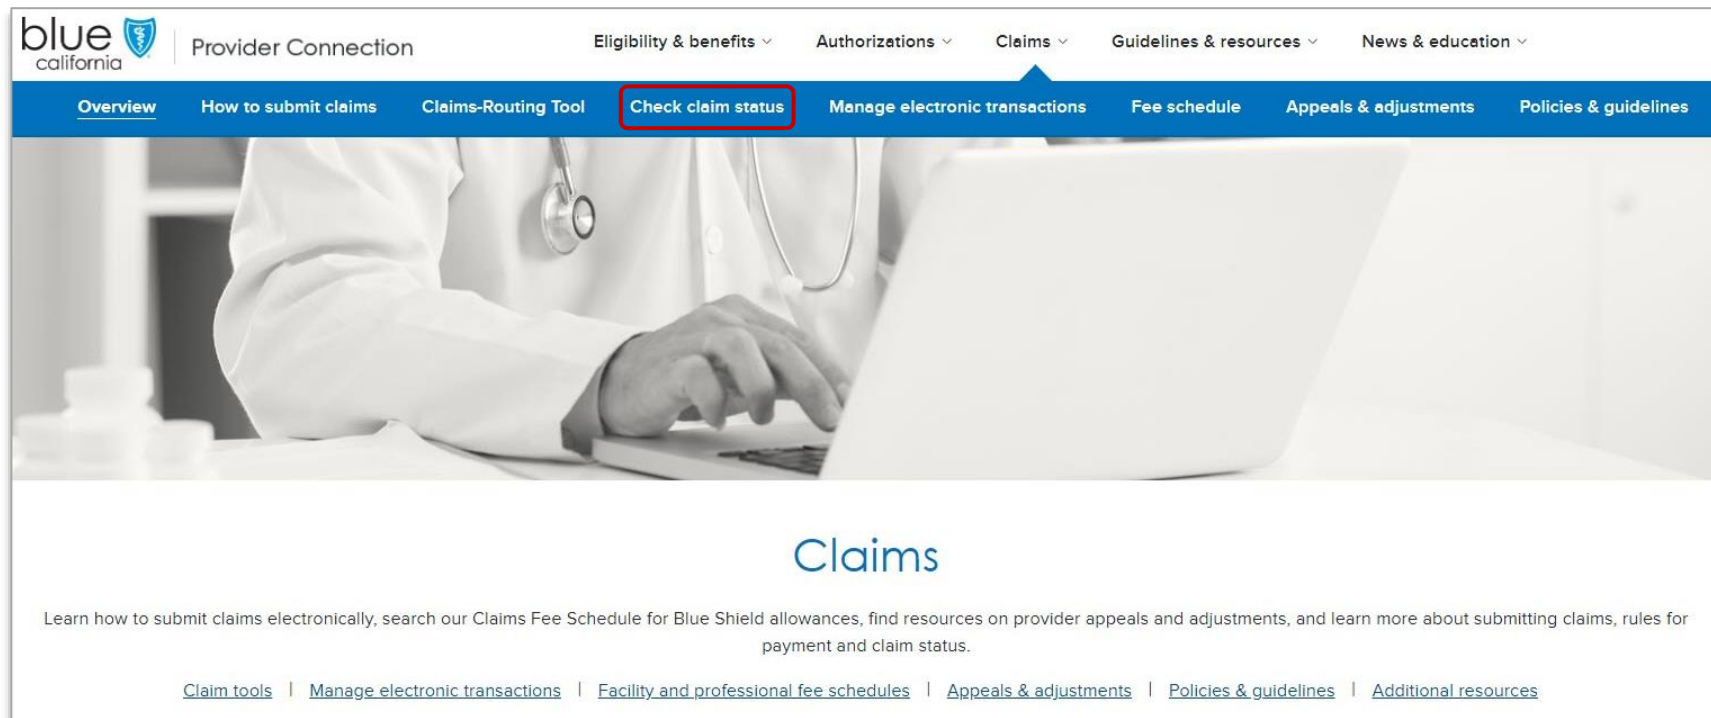 blue
california
Provider Connection
Eligibility & benefits
Authorizations
Claims
Guidelines & resources
News & education
Overview
How to submit claims
Claims-Routing Tool
Check claim status
Manage electronic transactions
Fee schedule
Appeals & adjustments
Policies & guidelines
Claims
Learn how to submit claims electronically, search our Claims Fee Schedule for Blue Shield allowances, find resources on provider appeals and adjustments, and learn more about submitting claims, rules for
payment and claim status.
Claim tools | Manage electronic transactions | Facility and professional fee schedules | Appeals & adjustments | Policies & guidelines | Additional resources